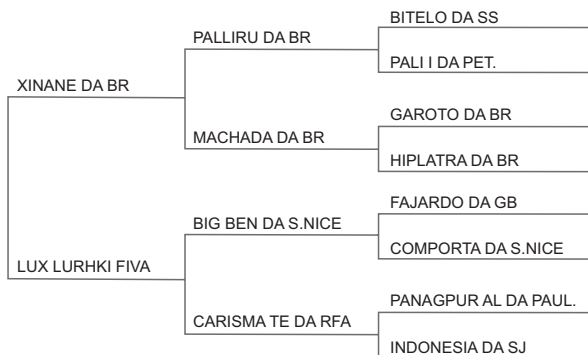 BITELO DA SS
PALLIRU DA BR
PALI I DA PET.
XINANE DA BR
GAROTO DA BR
MACHADA DA BR
HIPLATRA DA BR
FAJARDO DA GB
BIG BEN DA S.NICE
COMPORTA DA S.NICE
LUX LURHKI FIVA
PANAGPUR AL DA PAUL.
CARISMA TE DA RFA
INDONESIA DA SJ